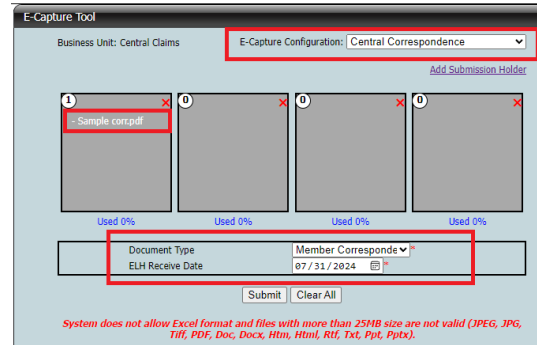 E-Capture Tool
Business Unit: Central Claims E-Capture Configuration: Central Correspondence
Add Submission Holder
1 0 0 0
- Sample corr.pdf
Used 0% Used 0% Used 0% Used 0%
Document Type Member Corresponde *
ELH Receive Date 07/31/2024 *
Submit Clear All
System does not allow Excel format and files with more than 25MB size are not valid (JPEG, JPG,
Tiff, PDF, Doc, Docx, Htm, Html, Rtf, Txt, Ppt, Pptx).